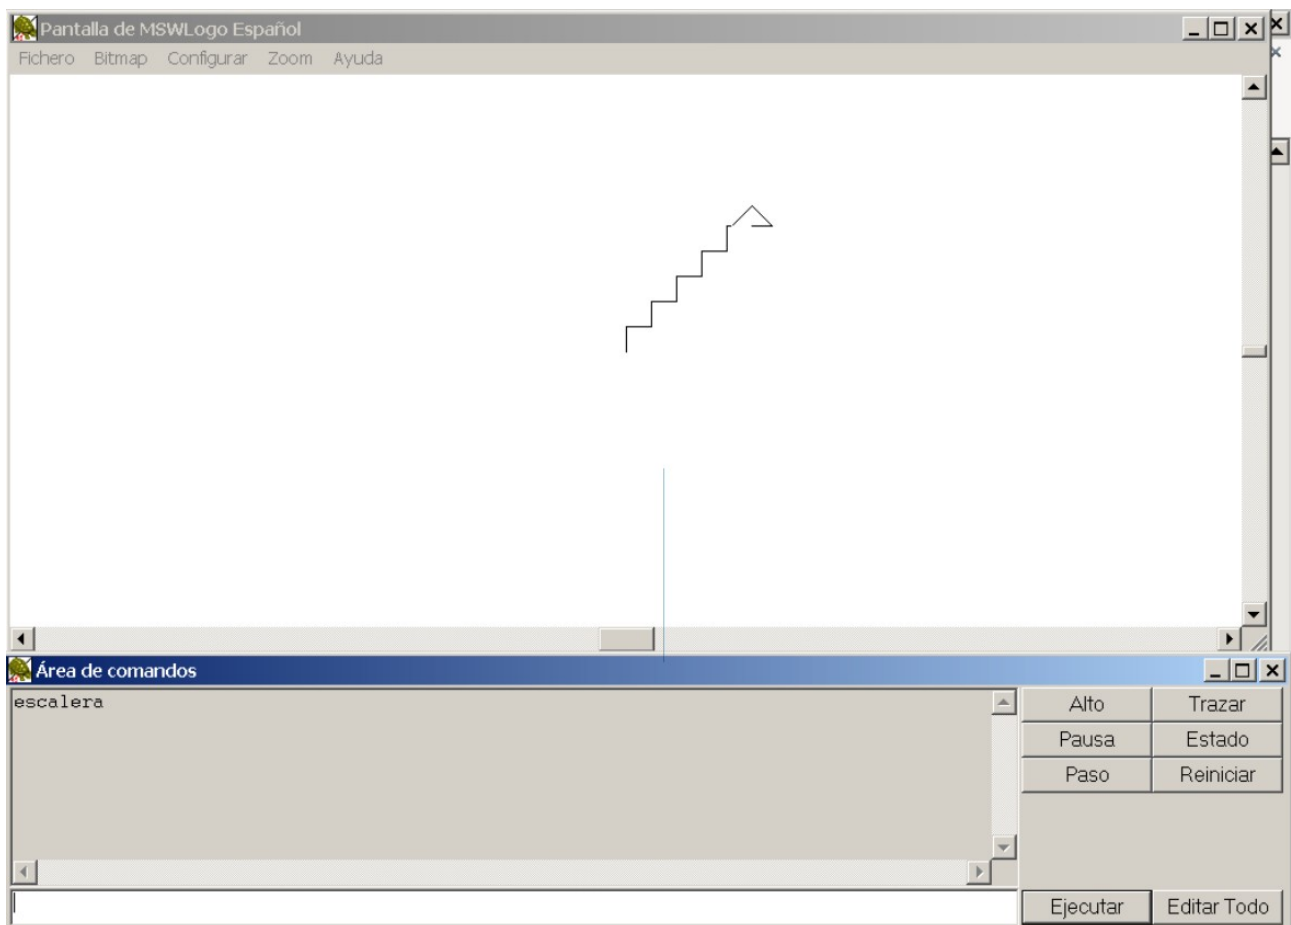 Pantalla de MSWLogo Español
Fichero Bitmap Configurar Zoom Ayuda
Área de comandos
escalera
Alto Trazar
Pausa Estado
Paso Reiniciar
Ejecutar Editar Todo